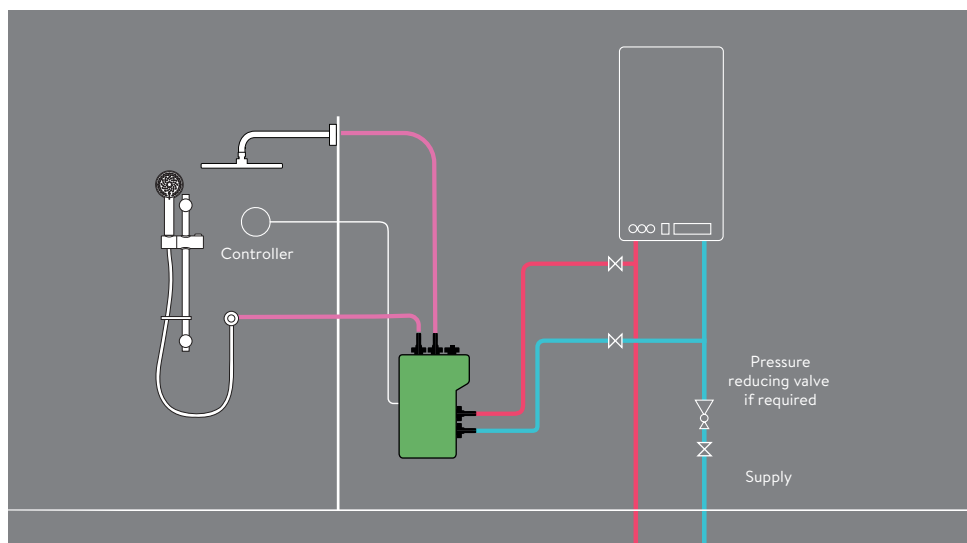 Controller
Pressure
reducing valve
if required
Supply